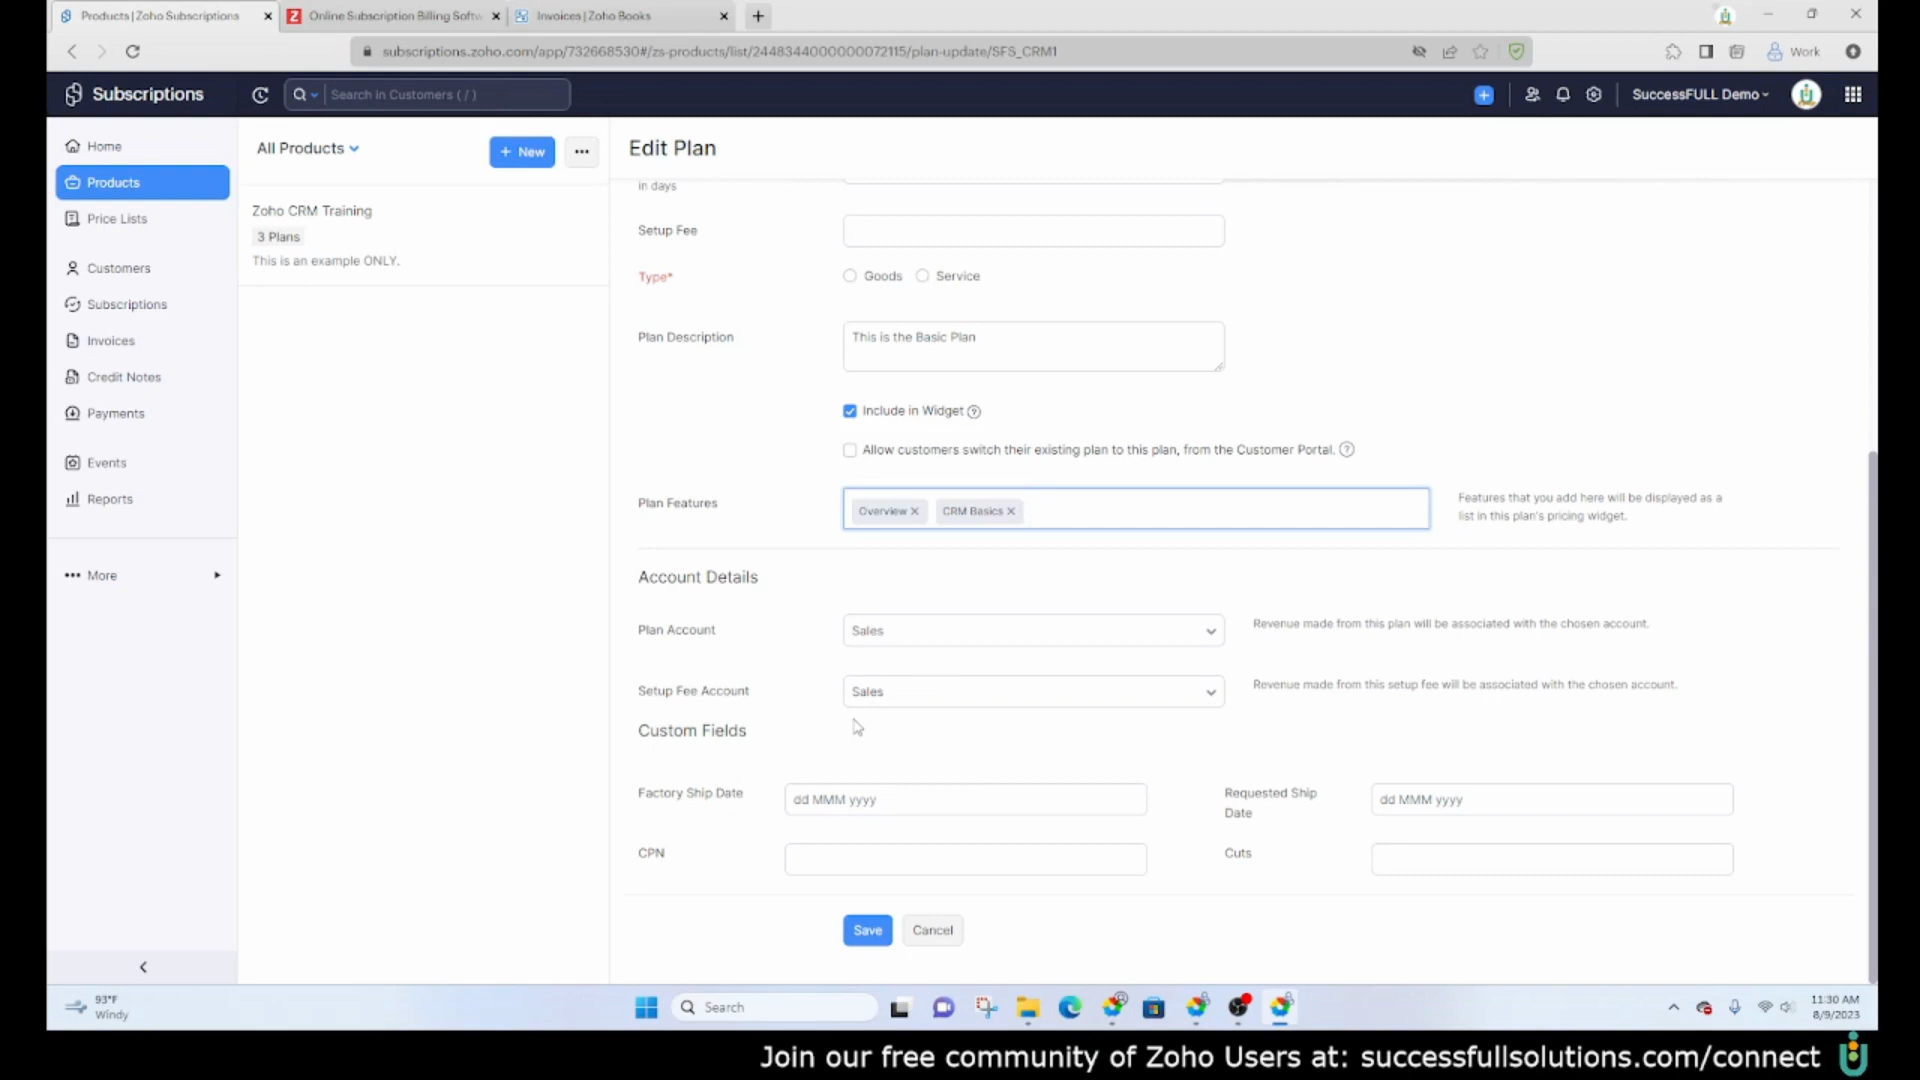 Products | Zoho Subscriptions
Online Subscription Billing Softw
Invoices | Zoho Books
subscriptions.zoho.com/app/732668530#/zs-products/list/2448344000000072115/plan-update/SFS_CRM1
Work
Subscriptions
Search in Customers ( / )
SuccessFULL Demo
Home
Products
Price Lists
Customers
Subscriptions
Invoices
Credit Notes
Payments
Events
Reports
More
All Products
+ New
Zoho CRM Training
3 Plans
This is an example ONLY.
Edit Plan
in days
Setup Fee
Type*
Goods
Service
Plan Description
This is the Basic Plan
Include in Widget
Allow customers switch their existing plan to this plan, from the Customer Portal.
Plan Features
Overview
CRM Basics
Features that you add here will be displayed as a
list in this plan's pricing widget.
Account Details
Plan Account
Sales
Revenue made from this plan will be associated with the chosen account.
Setup Fee Account
Sales
Revenue made from this setup fee will be associated with the chosen account.
Custom Fields
Factory Ship Date
dd MMM yyyy
Requested Ship
Date
dd MMM yyyy
CPN
Cuts
Save
Cancel
93°F
Windy
Search
11:30 AM
8/9/2023
Join our free community of Zoho Users at: successfullsolutions.com/connect